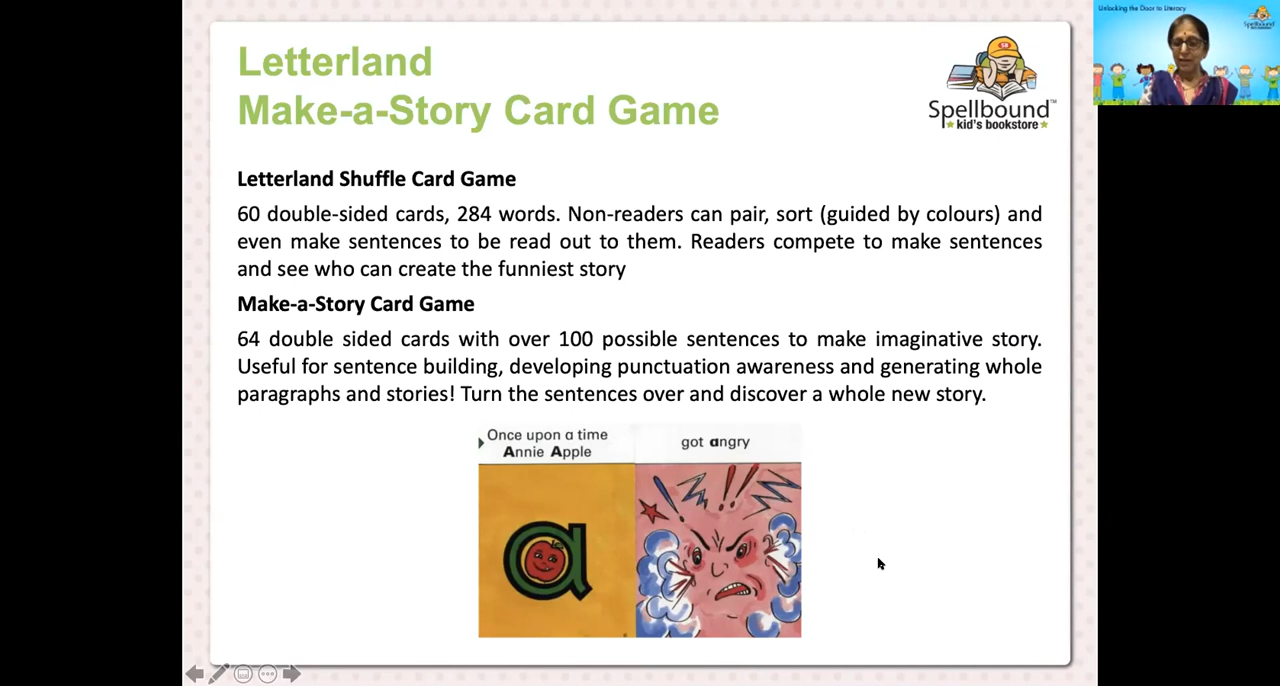 Letterland
Make-a-Story Card Game
SB
Spellbound™
kid's bookstore
Letterland Shuffle Card Game
60 double-sided cards, 284 words. Non-readers can pair, sort (guided by colours) and
even make sentences to be read out to them. Readers compete to make sentences
and see who can create the funniest story
Make-a-Story Card Game
64 double sided cards with over 100 possible sentences to make imaginative story.
Useful for sentence building, developing punctuation awareness and generating whole
paragraphs and stories! Turn the sentences over and discover a whole new story.
Once upon a time
Annie Apple
got angry
a
Unlocking the Door to Literacy
Spellbound